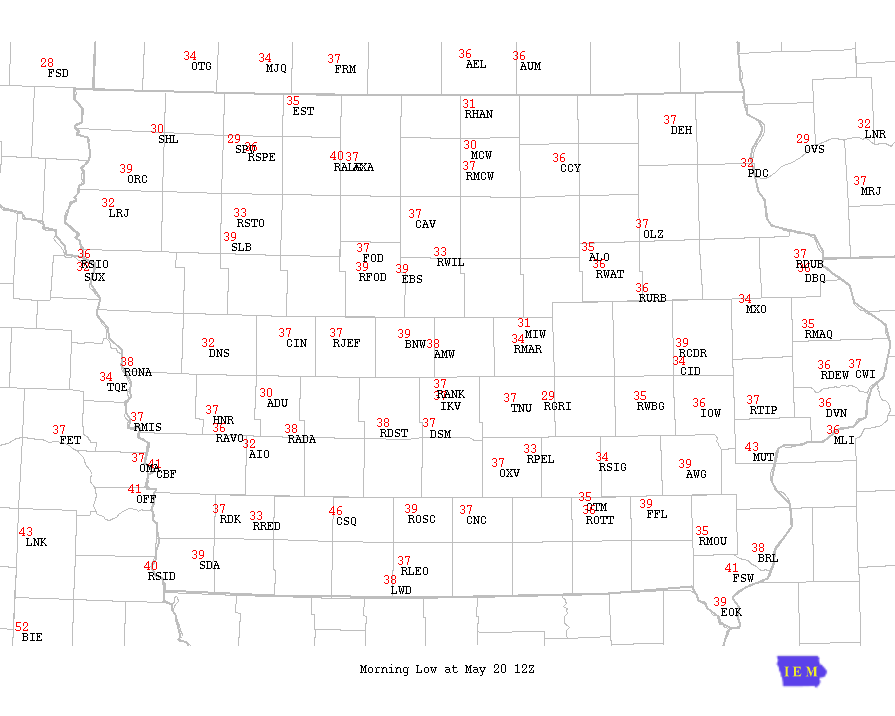 28 FSD
34 OTG
34 MJQ
37 FRM
36 AEL
36 AUM
35 EST
31 RHAN
37 DEH
32 LNR
29 OVS
30 SHL
29 SPW
RSPE
40 RALG
37 AXA
30 MCW
37 RMCW
36 CCY
32 PDC
37 MRJ
39 ORC
32 LRJ
33 RSTO
37 CAV
37 OLZ
39 SLB
36 RSIO
SUX
37 FOD
39 RFOD
39 EBS
33 RWIL
35 ALO
36 RWAT
37 RDUB
DBQ
36 RURB
34 MXO
32 DNS
37 CIN
37 RJEF
39 BNW
38 AMW
31 MIW
34 RMAR
39 RCDR
34 CID
35 RMAQ
36 RDEW
37 CWI
38 RONA
34 TQE
30 ADU
37 RANK
IKV
37 TNU
29 RGRI
35 RWBG
36 IOW
37 RTIP
36 DVN
36 MLI
37 RMIS
37 HNR
36 RAVO
32 AIO
38 RADA
38 RDST
37 DSM
37 FET
43 MUT
37 OMA
41 CBF
37 OXV
33 RPEL
34 RSIG
39 AWG
41 OFF
37 RDK
33 RRED
46 CSQ
39 ROSC
37 CNC
35 OTM
ROTT
39 FFL
43 LNK
35 RMOU
38 BRL
40 RSID
39 SDA
37 RLEO
38 LWD
41 FSW
39 EOK
52 BIE
Morning Low at May 20 12Z
IEM